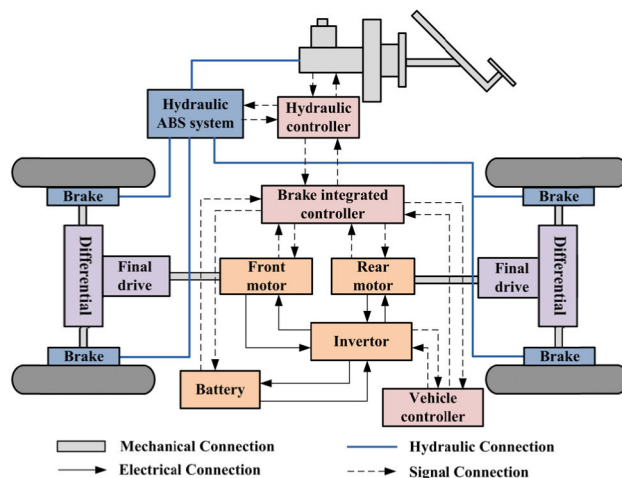 Hydraulic
ABS system
Hydraulic
controller
Brake
Brake integrated
controller
Brake
Differential
Final
drive
Front
motor
Rear
motor
Final
drive
Differential
Invertor
Brake
Brake
Battery
Vehicle
controller
Mechanical Connection
Hydraulic Connection
Electrical Connection
Signal Connection